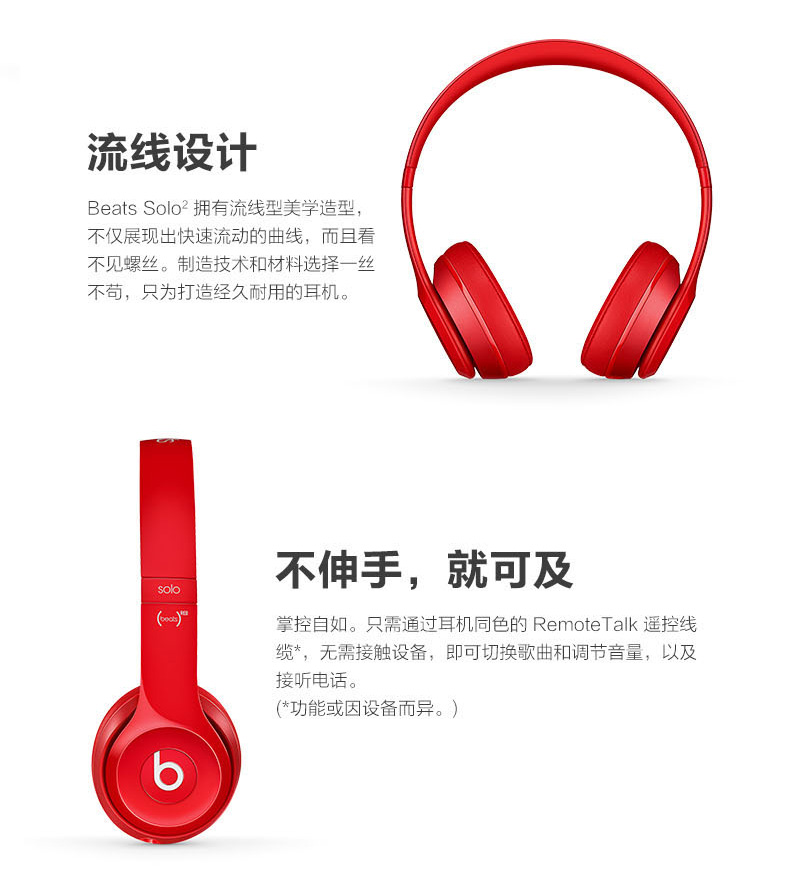 流线设计
Beats Solo² 拥有流线型美学造型，
不仅展现出快速流动的曲线，而且看
不见螺丝。制造技术和材料选择一丝
不苟，只为打造经久耐用的耳机。
solo
(beats)RED
b
不伸手，就可及
掌控自如。只需通过耳机同色的 RemoteTalk 遥控线
缆*，无需接触设备，即可切换歌曲和调节音量，以及
接听电话。
(*功能或因设备而异。)